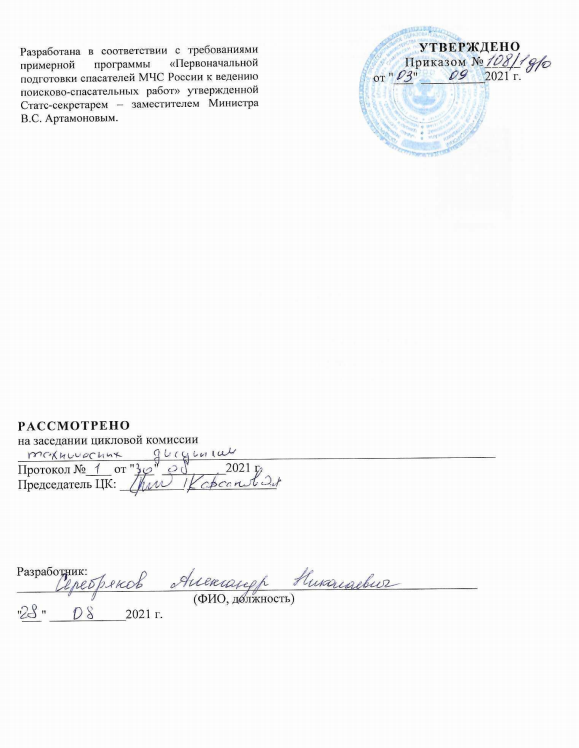 Разработана в соответствии с требованиями
примерной программы «Первоначальной
подготовки спасателей МЧС России к ведению
поисково-спасательных работ» утвержденной
Статс-секретарем – заместителем Министра
В.С. Артамоновым.
УТВЕРЖДЕНО
Приказом № 108/1 д/о
от "03" 09 2021 г.
РАССМОТРЕНО
на заседании цикловой комиссии
технических дисциплин
Протокол № 1 от "30" 08 2021 г.
Председатель ЦК:
Разработчик:
Серебряков Александр Николаевич
(ФИО, должность)
"28" 08 2021 г.